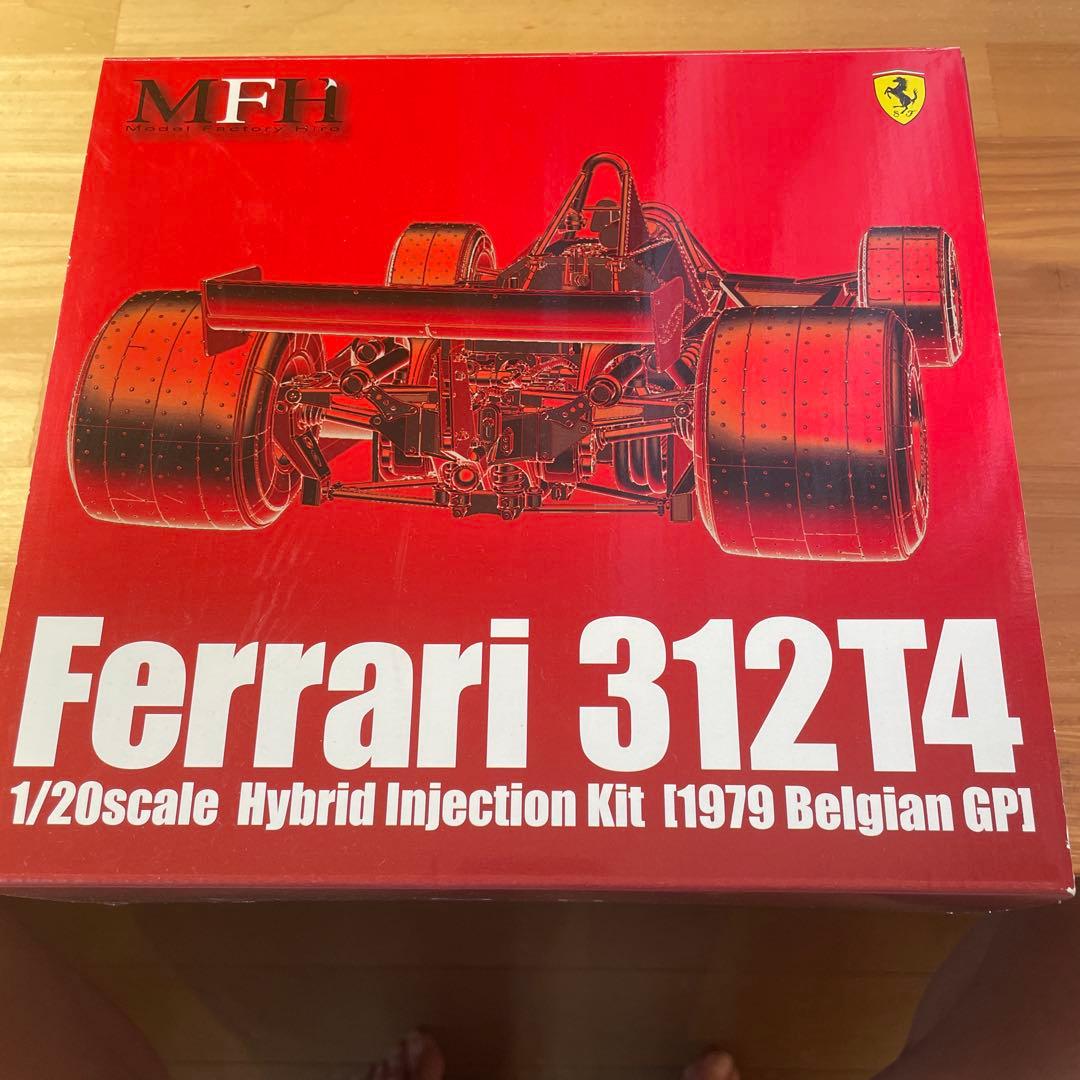 MFH
Model Factory Hiro
S F
Ferrari 312T4
1/20scale Hybrid Injection Kit [1979 Belgian GP]